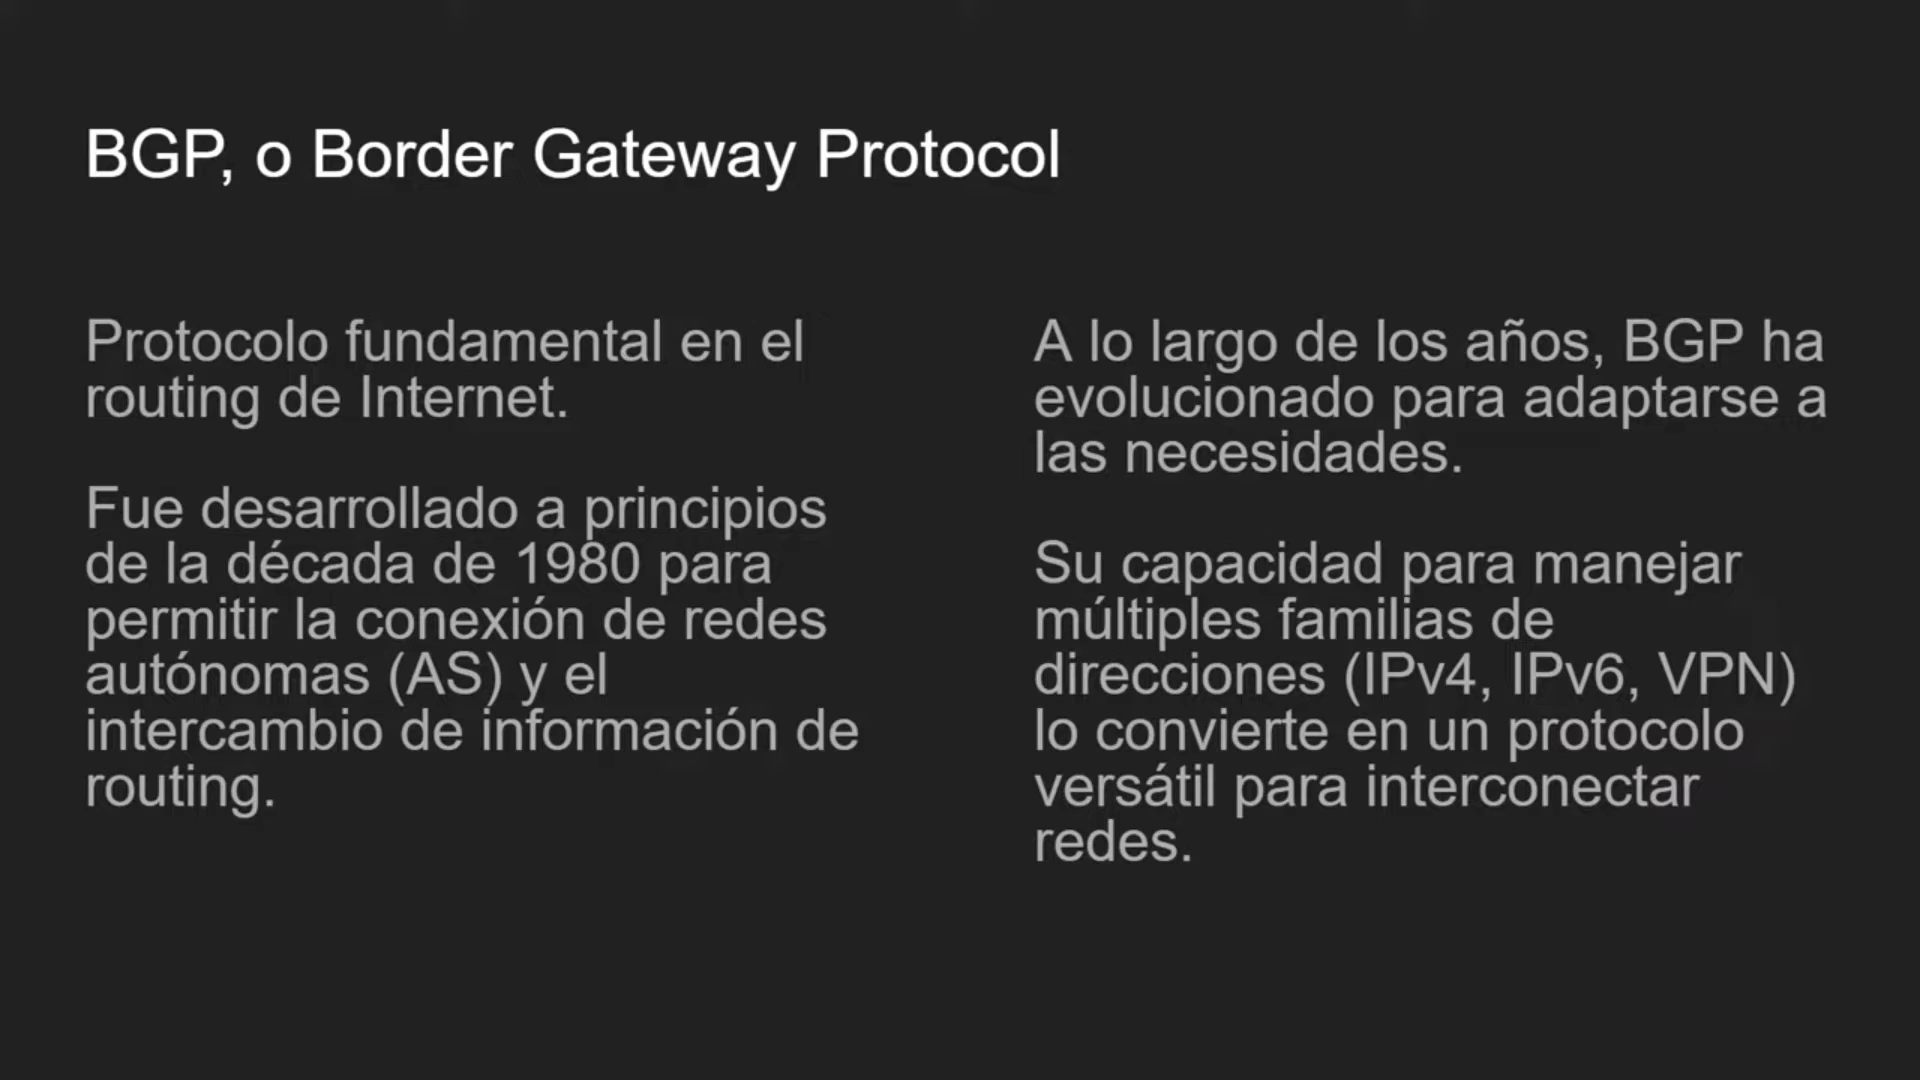 BGP, o Border Gateway Protocol
Protocolo fundamental en el
routing de Internet.
Fue desarrollado a principios
de la década de 1980 para
permitir la conexión de redes
autónomas (AS) y el
intercambio de información de
routing.
A lo largo de los años, BGP ha
evolucionado para adaptarse a
las necesidades.
Su capacidad para manejar
múltiples familias de
direcciones (IPv4, IPv6, VPN)
lo convierte en un protocolo
versátil para interconectar
redes.